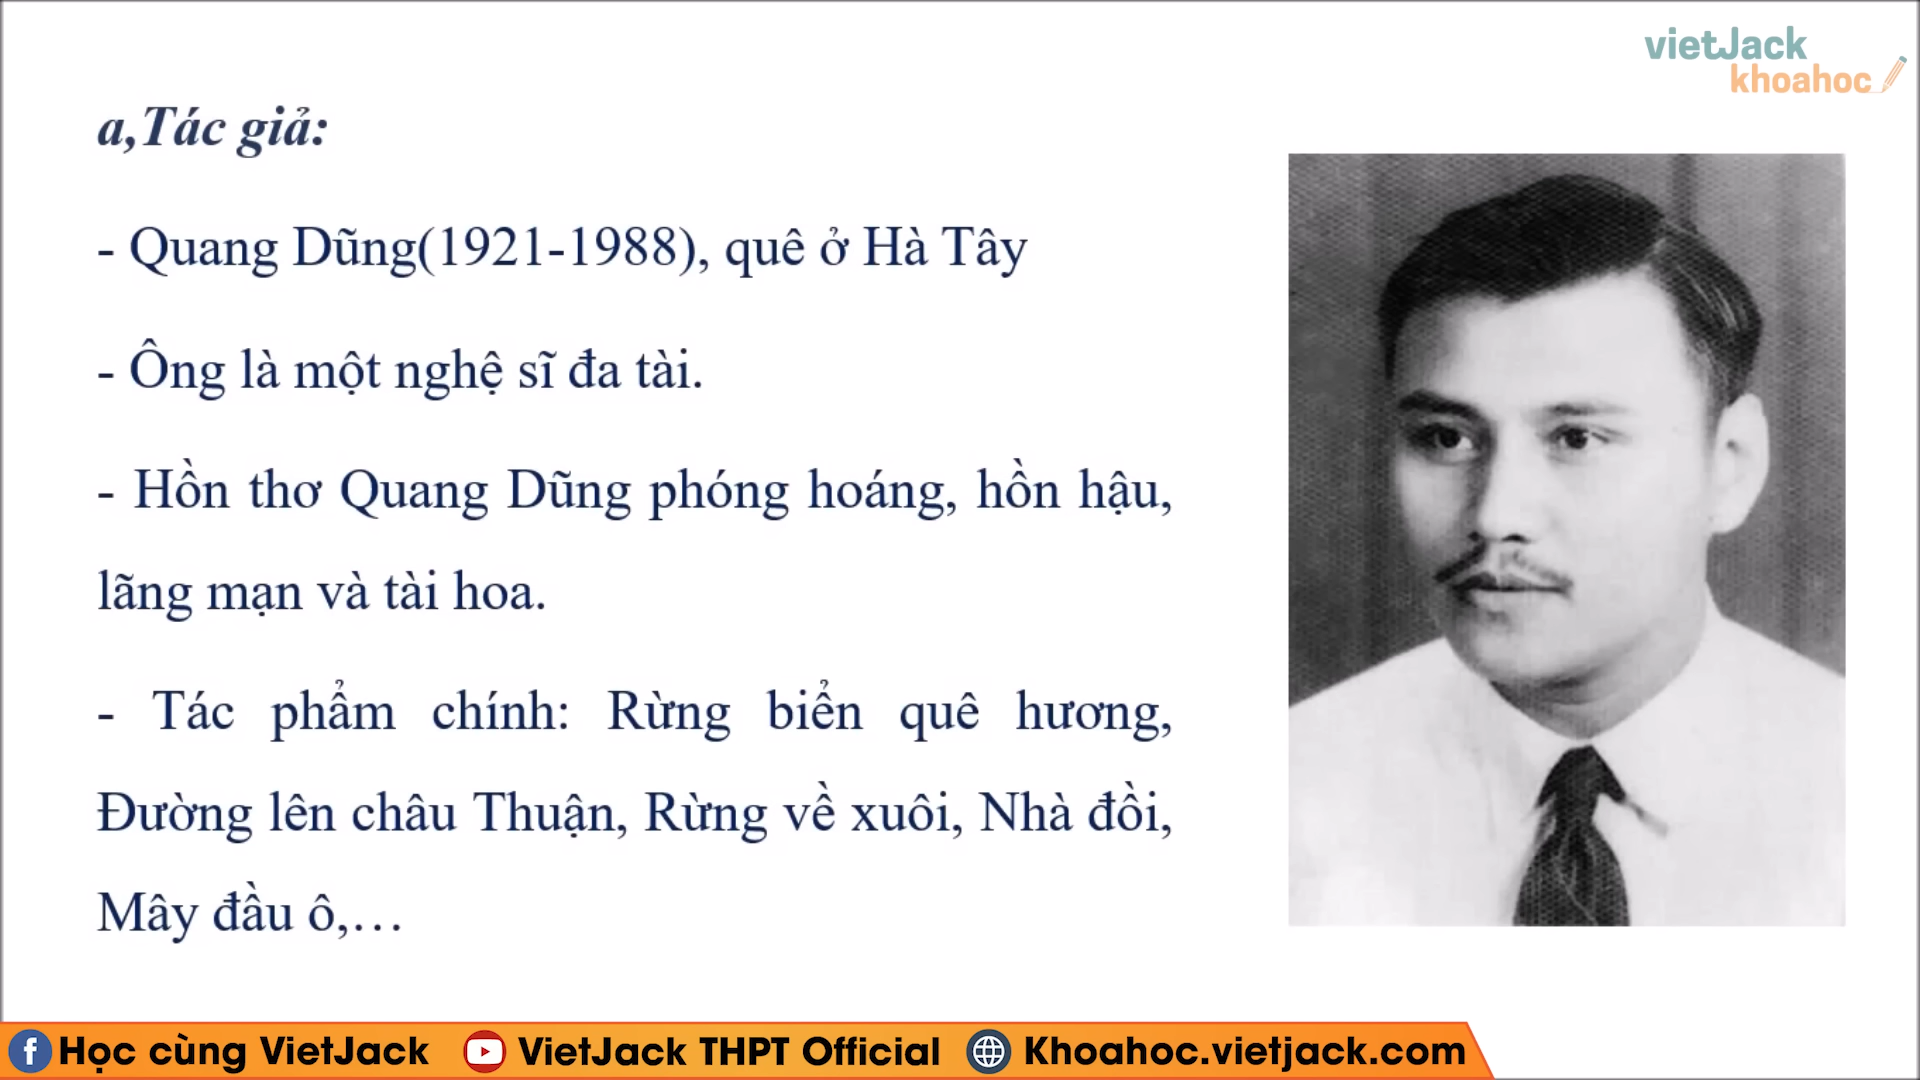 vietJack
khoahoc
a,Tác giả:
- Quang Dũng(1921-1988), quê ở Hà Tây
- Ông là một nghệ sĩ đa tài.
- Hồn thơ Quang Dũng phóng hoáng, hồn hậu,
lãng mạn và tài hoa.
- Tác phẩm chính: Rừng biển quê hương,
Đường lên châu Thuận, Rừng về xuôi, Nhà đồi,
Mây đầu ô,…
Học cùng VietJack VietJack THPT Official Khoahoc.vietjack.com